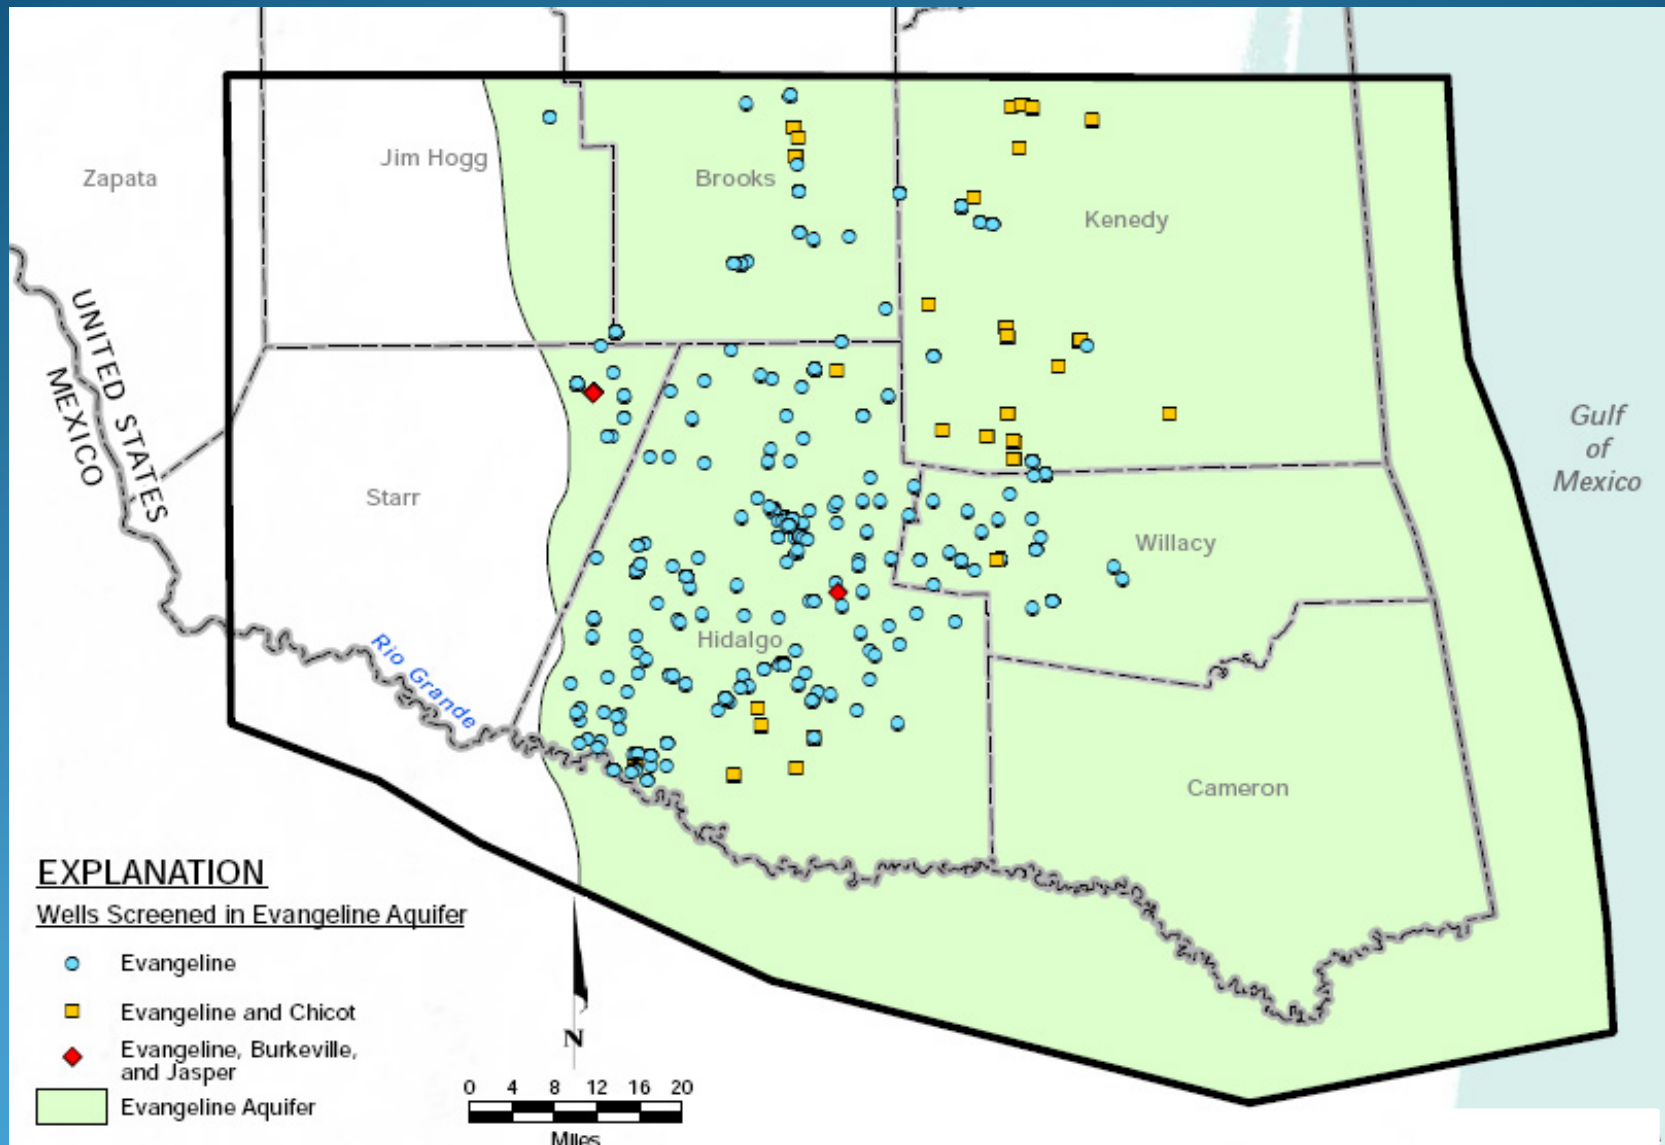 Zapata
Jim Hogg
Brooks
Kenedy
UNITED STATES
MEXICO
Gulf
of
Mexico
Starr
Willacy
Hidalgo
Rio Grande
Cameron
EXPLANATION
Wells Screened in Evangeline Aquifer
Evangeline
Evangeline and Chicot
Evangeline, Burkeville,
and Jasper
Evangeline Aquifer
N
0 4 8 12 16 20
Miles